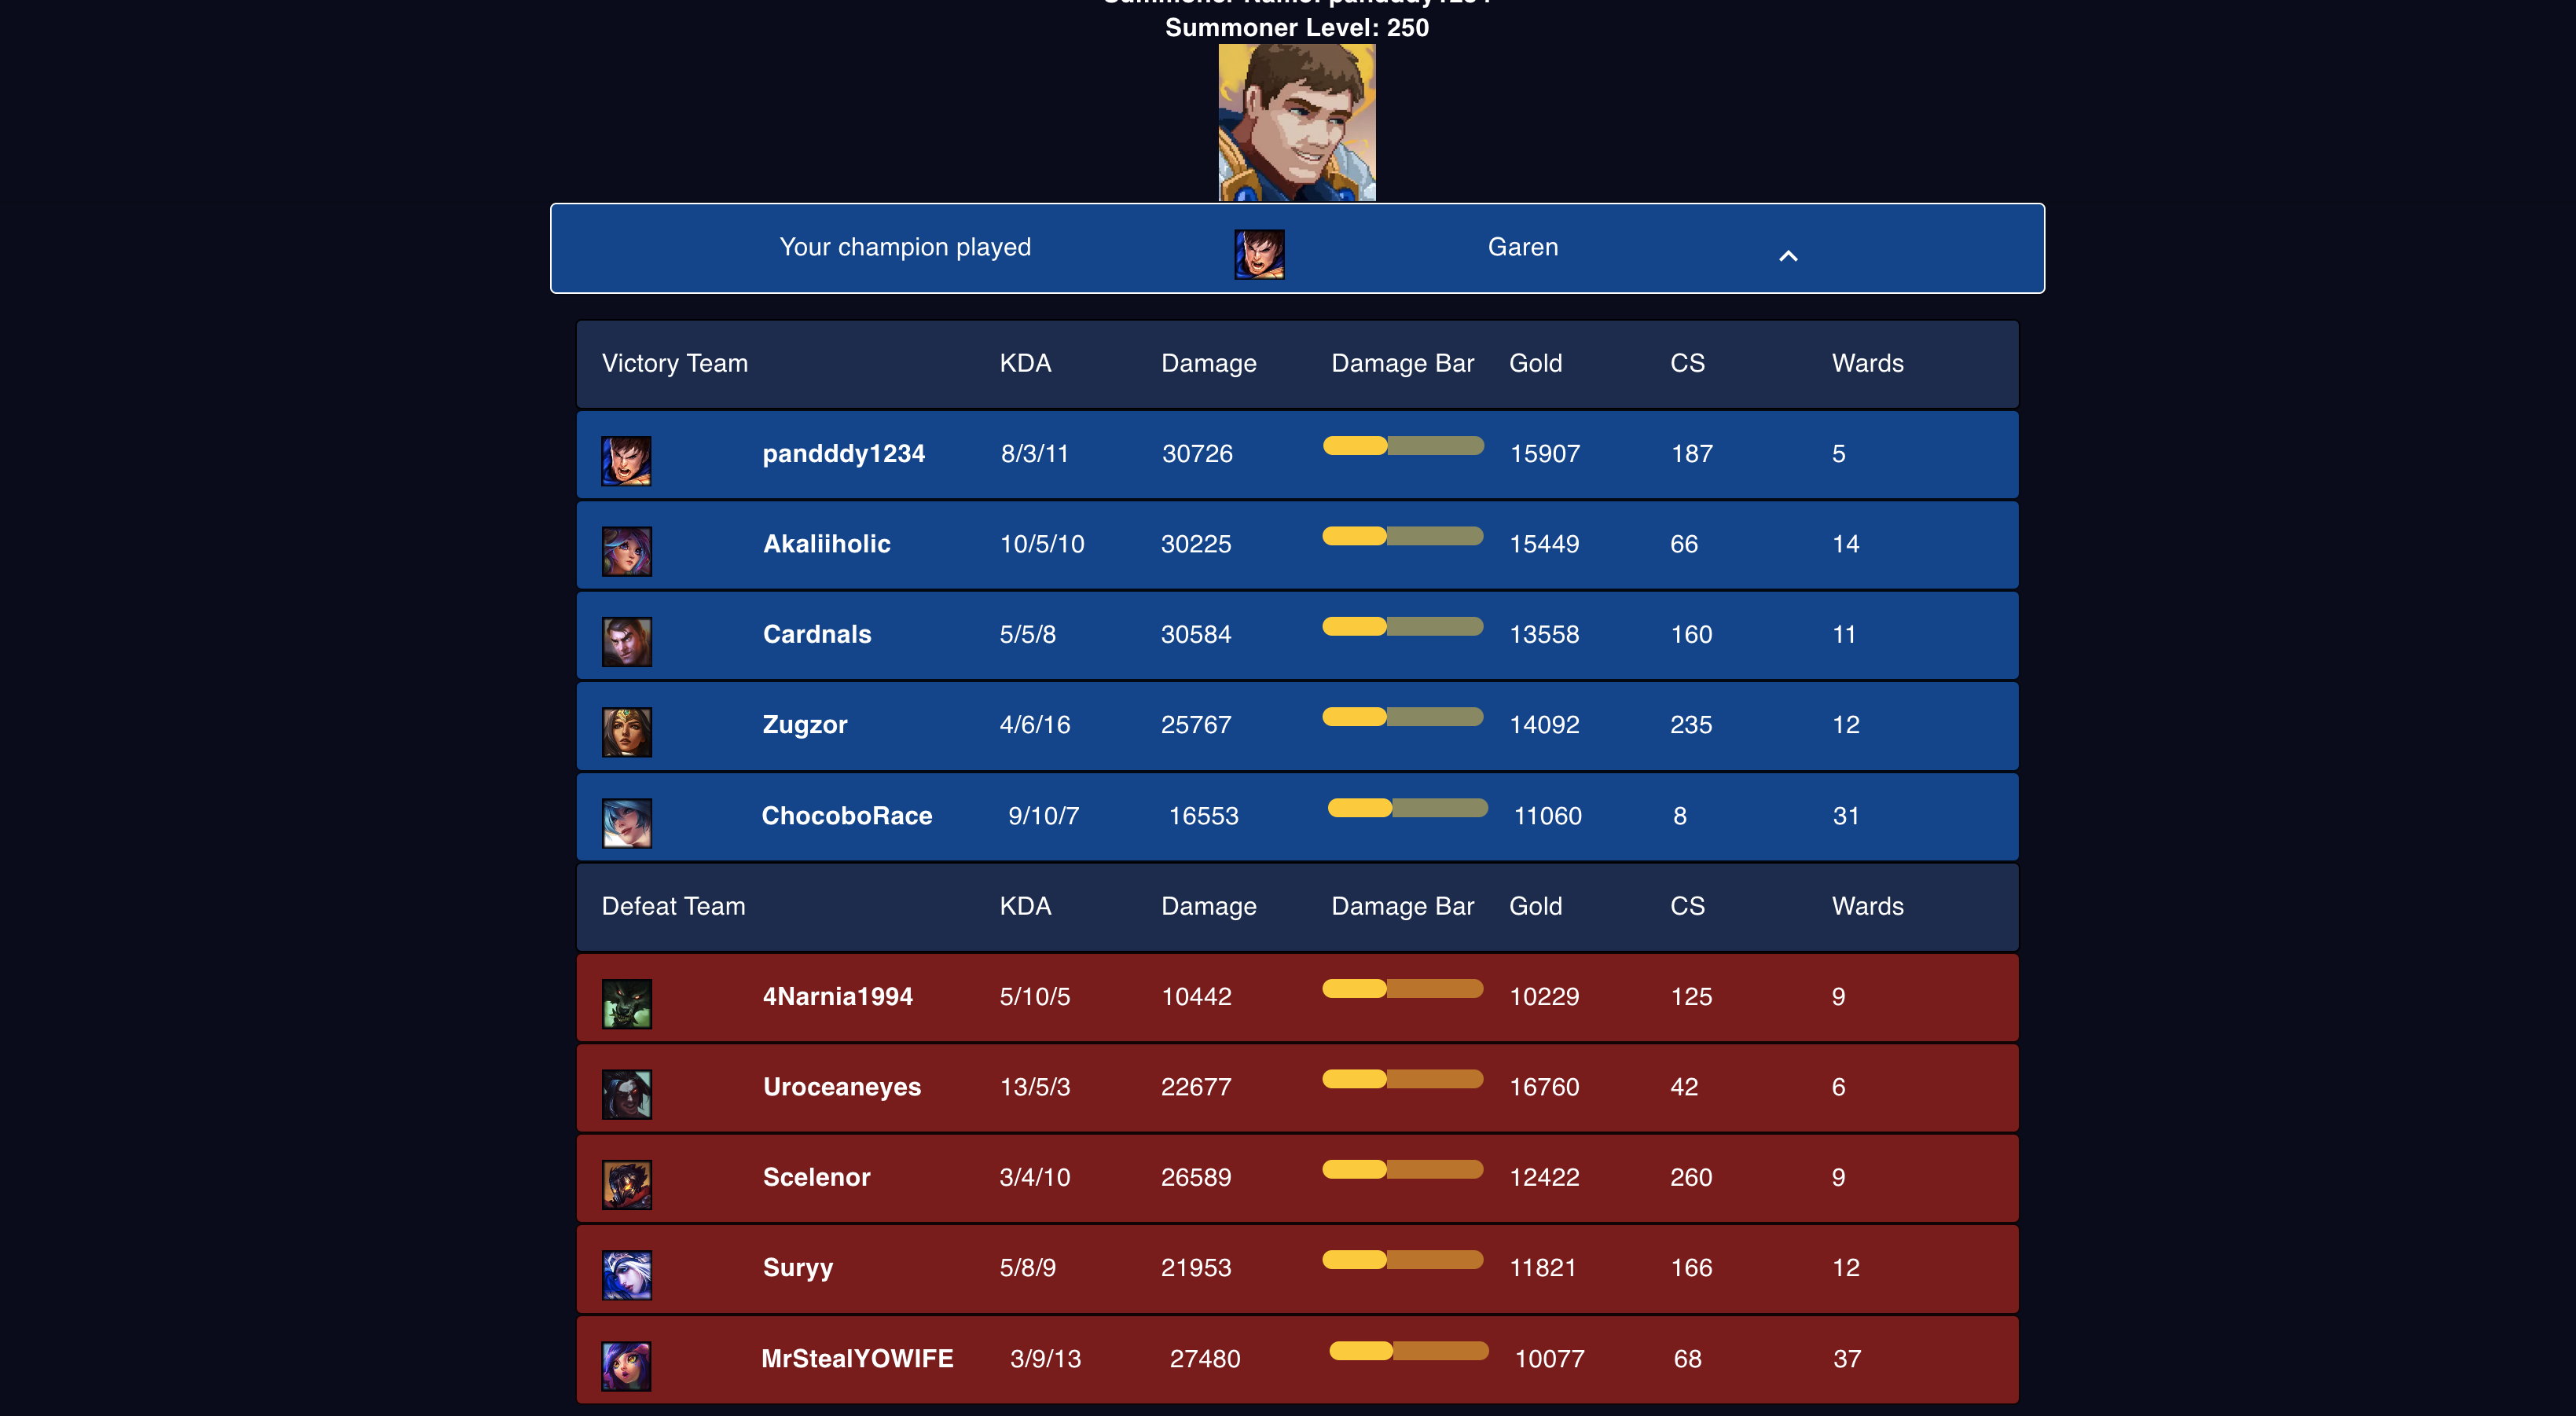 Summoner Level: 250
Your champion played Garen
Victory Team KDA Damage Damage Bar Gold CS Wards
pandddy1234 8/3/11 30726 15907 187 5
Akaliiholic 10/5/10 30225 15449 66 14
Cardnals 5/5/8 30584 13558 160 11
Zugzor 4/6/16 25767 14092 235 12
ChocoboRace 9/10/7 16553 11060 8 31
Defeat Team KDA Damage Damage Bar Gold CS Wards
4Narnia1994 5/10/5 10442 10229 125 9
Uroceaneyes 13/5/3 22677 16760 42 6
Scelenor 3/4/10 26589 12422 260 9
Suryy 5/8/9 21953 11821 166 12
MrStealYOWIFE 3/9/13 27480 10077 68 37